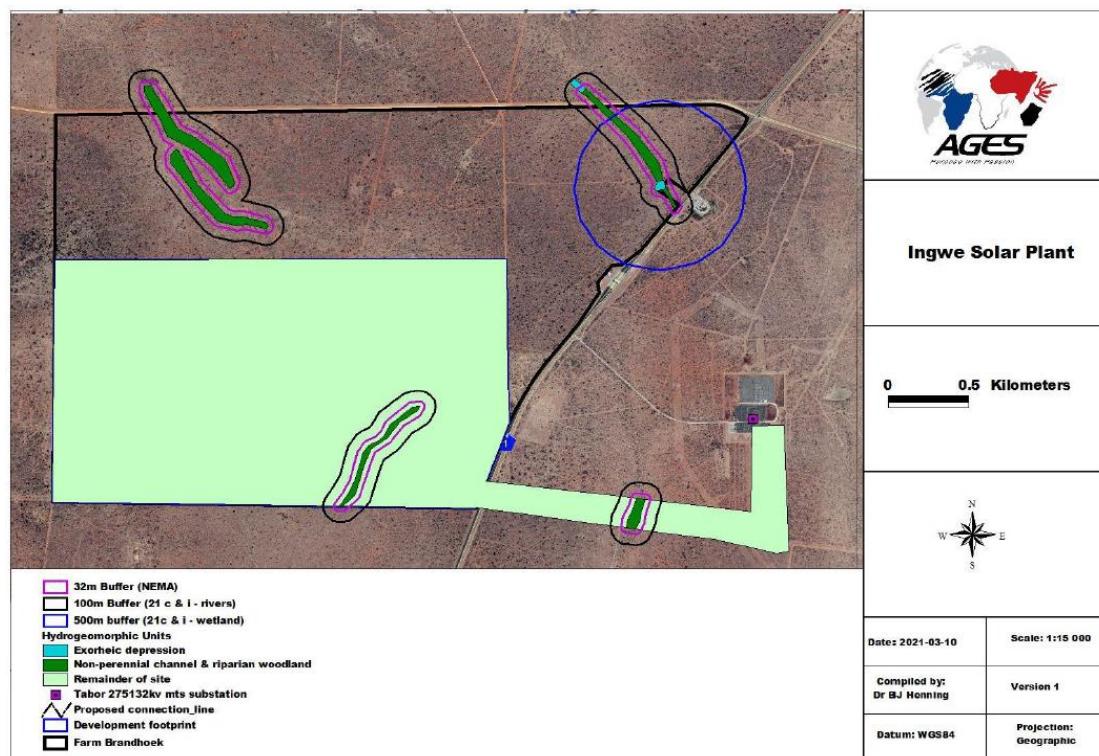 AGES
Purpose with Passion
Ingwe Solar Plant
0 0.5 Kilometers
N
W E
S
32m Buffer (NEMA)
100m Buffer (21 c & i - rivers)
500m buffer (21c & i - wetland)
Hydrogeomorphic Units
Exorheic depression
Non-perennial channel & riparian woodland
Remainder of site
Tabor 275132kv mts substation
Proposed connection_line
Development footprint
Farm Brandhoek
Date: 2021-03-10
Scale: 1:15 000
Compiled by:
Dr BJ Henning
Version 1
Datum: WGS84
Projection:
Geographic